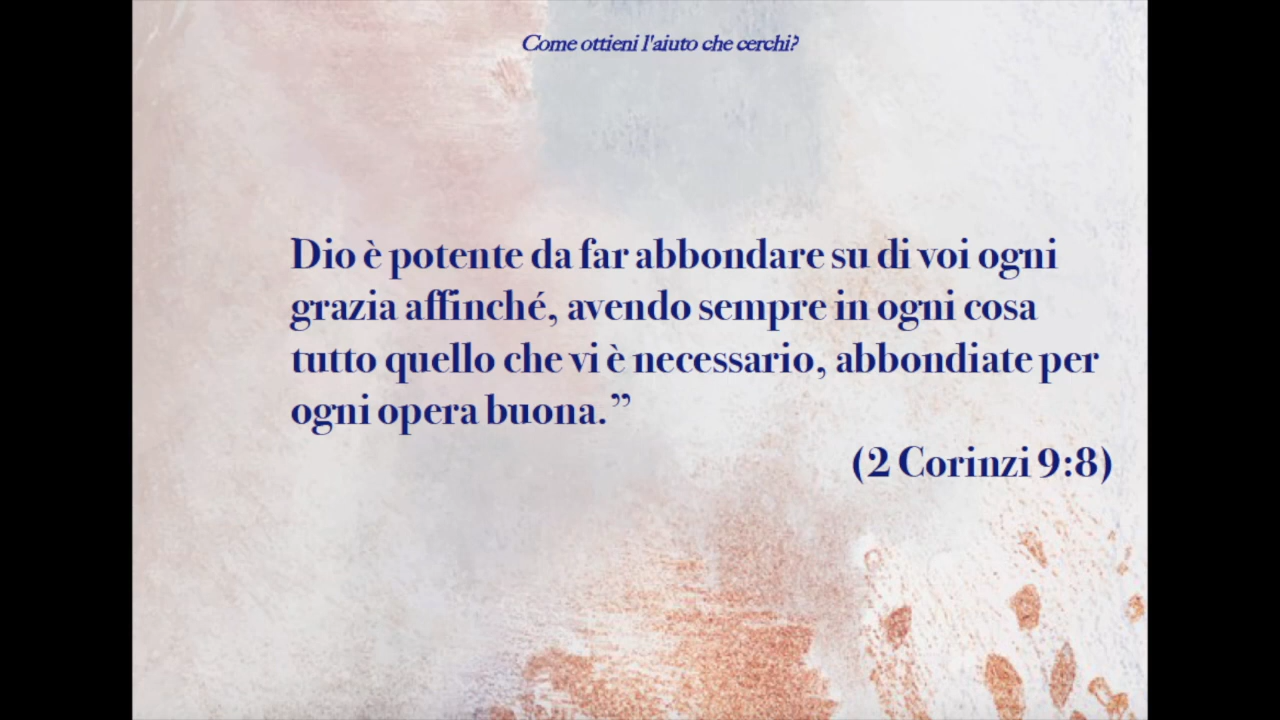 Come ottieni l'aiuto che cerchi?
Dio è potente da far abbondare su di voi ogni
grazia affinché, avendo sempre in ogni cosa
tutto quello che vi è necessario, abbondiate per
ogni opera buona.”
(2 Corinzi 9:8)